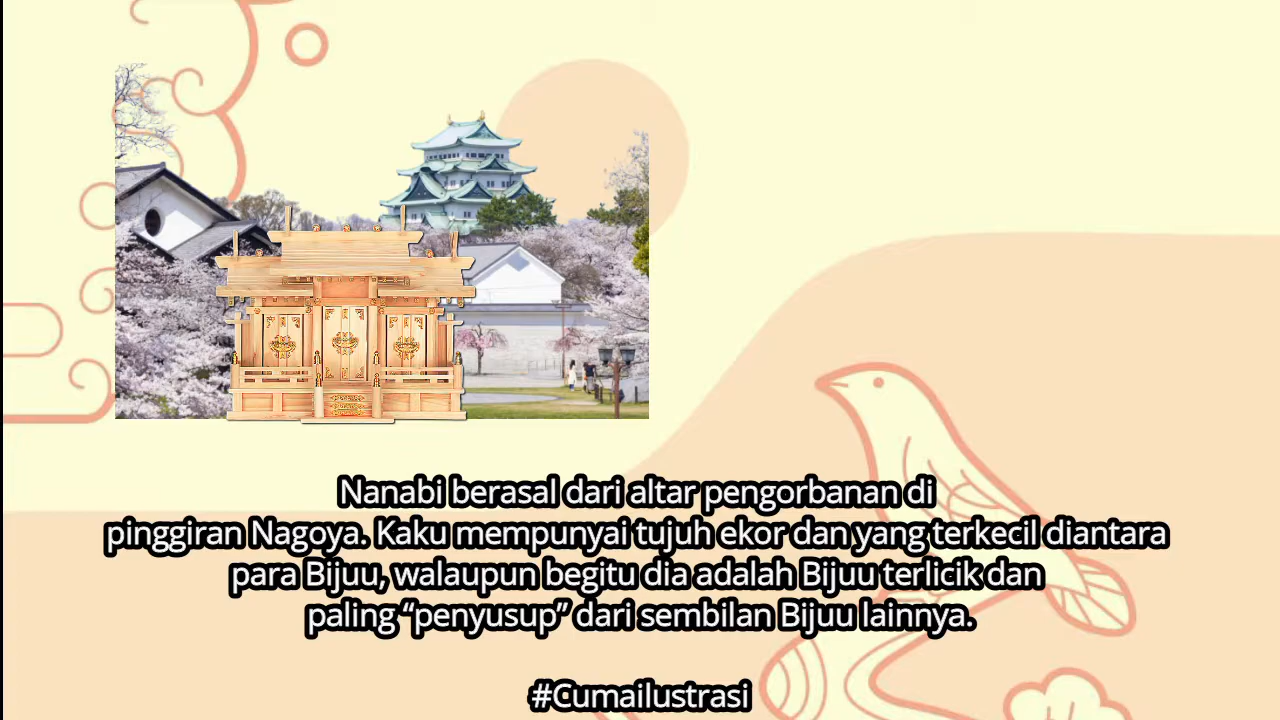 Nanabi berasal dari altar pengorbanan di
pinggiran Nagoya. Kaku mempunyai tujuh ekor dan yang terkecil diantara
para Bijuu, walaupun begitu dia adalah Bijuu terlicik dan
paling “penyusup” dari sembilan Bijuu lainnya.
#Cumailustrasi